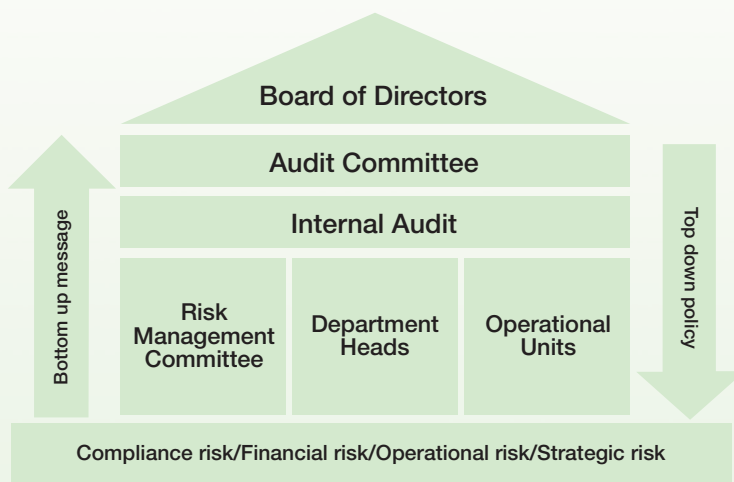 Board of Directors
Audit Committee
Internal Audit
Bottom up message
Risk
Management
Committee
Department
Heads
Operational
Units
Top down policy
Compliance risk/Financial risk/Operational risk/Strategic risk